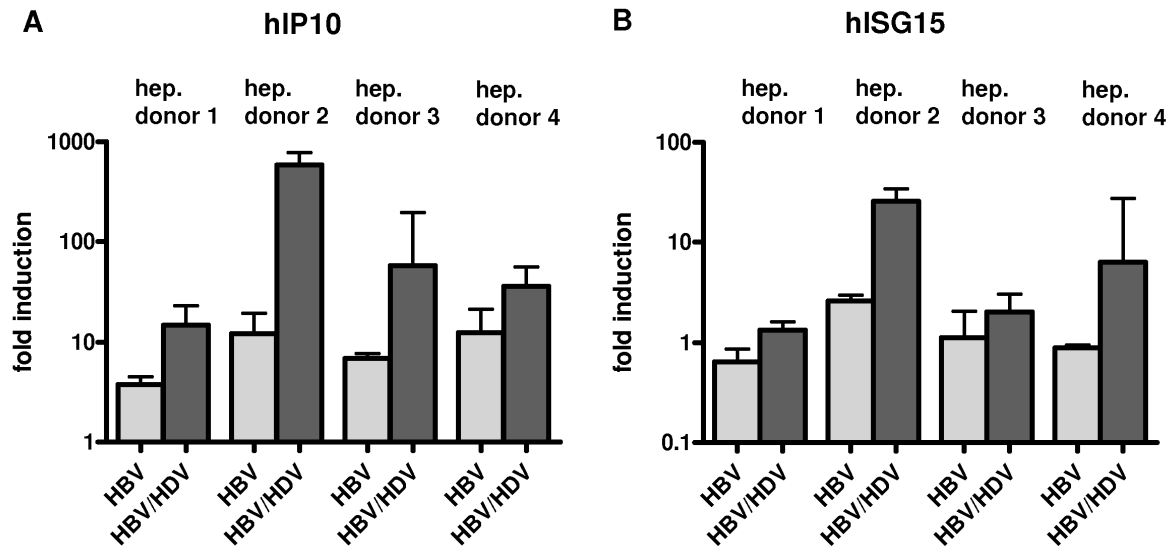 A
hIP10
hep.
donor 1
hep.
donor 2
hep.
donor 3
hep.
donor 4
fold induction
1000
100
10
1
HBV
HBV/HDV
HBV
HBV/HDV
HBV
HBV/HDV
HBV
HBV/HDV
B
hISG15
hep.
donor 1
hep.
donor 2
hep.
donor 3
hep.
donor 4
fold induction
100
10
1
0.1
HBV
HBV/HDV
HBV
HBV/HDV
HBV
HBV/HDV
HBV
HBV/HDV